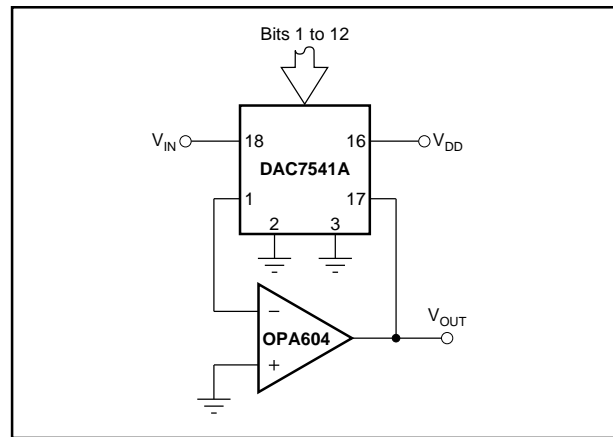 Bits 1 to 12
V_IN 18 16 V_DD
DAC7541A
1 17
2 3
V_OUT
−
OPA604
+